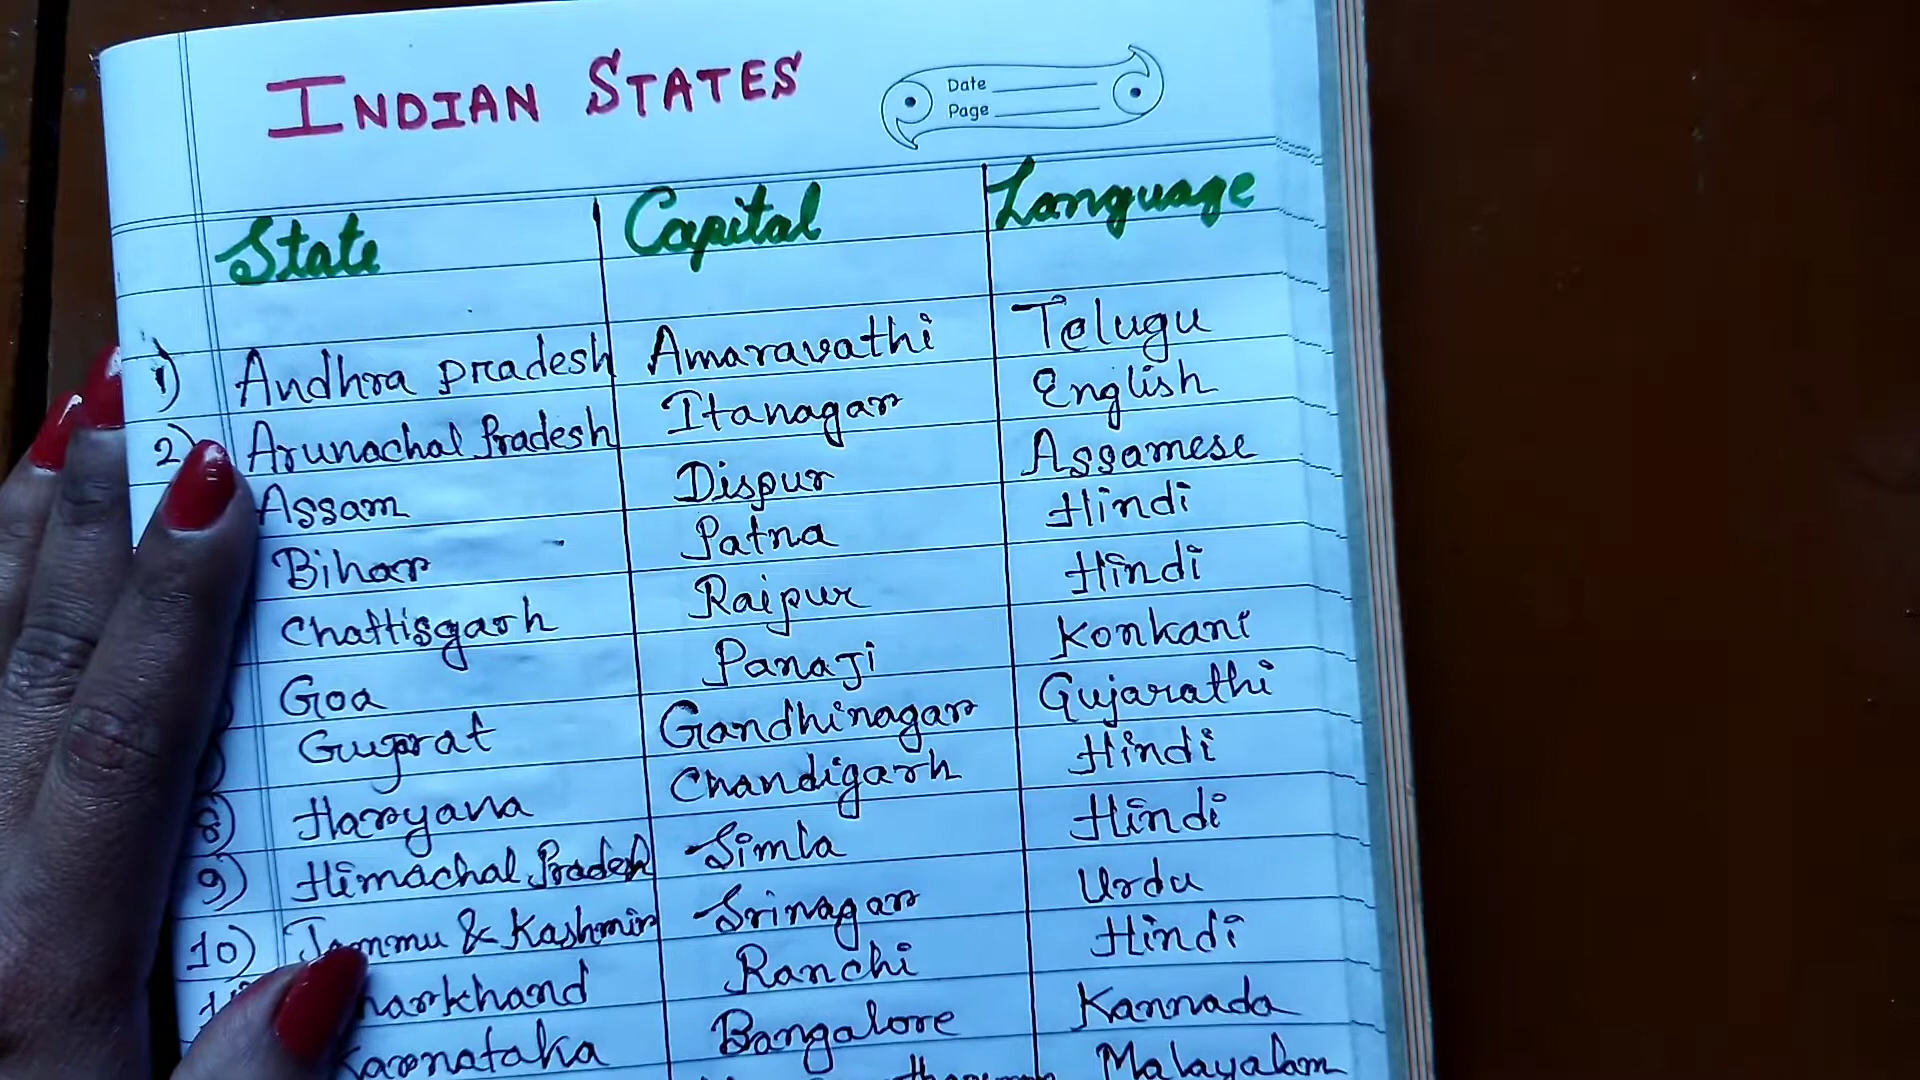 INDIAN STATES
Date
Page
State Capital Language
1) Andhra Pradesh Amaravathi Telugu
2) Arunachal Pradesh Itanagar English
Assam Dispur Assamese
Bihar Patna Hindi
Chattisgarh Raipur Hindi
Goa Panaji Konkani
Gujarat Gandhinagar Gujarathi
8) Haryana Chandigarh Hindi
9) Himachal Pradesh Simla Hindi
10) Jammu & Kashmir Srinagar Urdu
harkhand Ranchi Hindi
Karnataka Bangalore Kannada
Malayalam